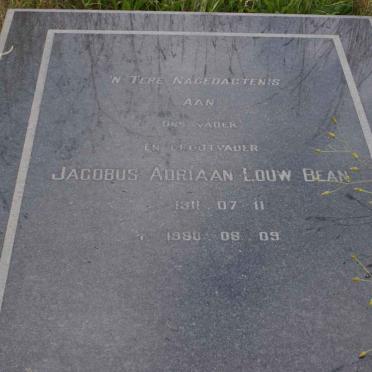 'N TERE NAGEDAGTENIS
AAN
ONS VADER
EN GROOTVADER
JACOBUS ADRIAAN LOUW BEAN
1911 07 11
1980 08 09